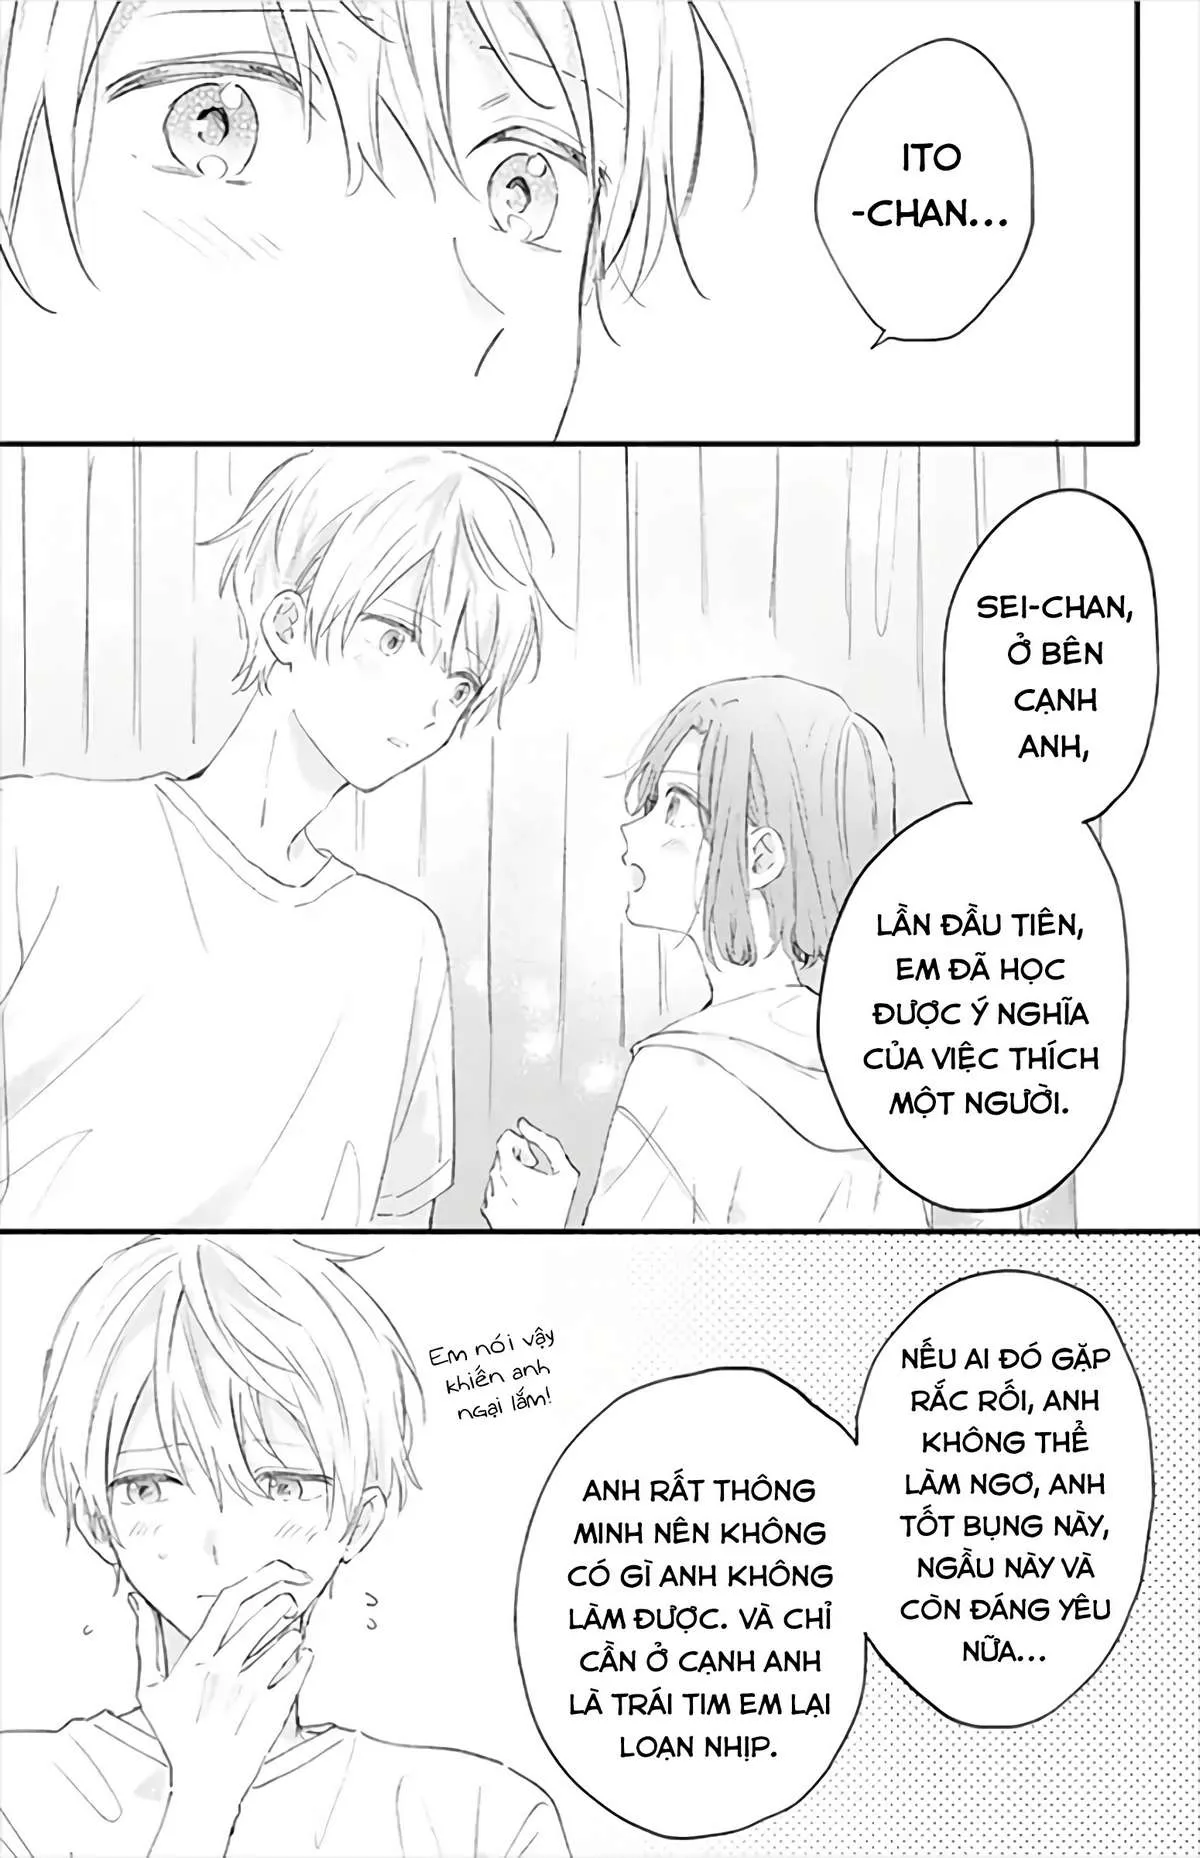 ITO
-CHAN...
SEI-CHAN,
Ở BÊN
CẠNH
ANH,
LẦN ĐẦU TIÊN,
EM ĐÃ HỌC
ĐƯỢC Ý NGHĨA
CỦA VIỆC THÍCH
MỘT NGƯỜI.
NẾU AI ĐÓ GẶP
RẮC RỐI, ANH
KHÔNG THỂ
LÀM NGƠ, ANH
TỐT BỤNG NÀY,
NGẦU NÀY VÀ
CÒN ĐÁNG YÊU
NỮA...
ANH RẤT THÔNG
MINH NÊN KHÔNG
CÓ GÌ ANH KHÔNG
LÀM ĐƯỢC. VÀ CHỈ
CẦN Ở CẠNH ANH
LÀ TRÁI TIM EM LẠI
LOẠN NHỊP.
Em nói vậy
khiến anh
ngại lắm!